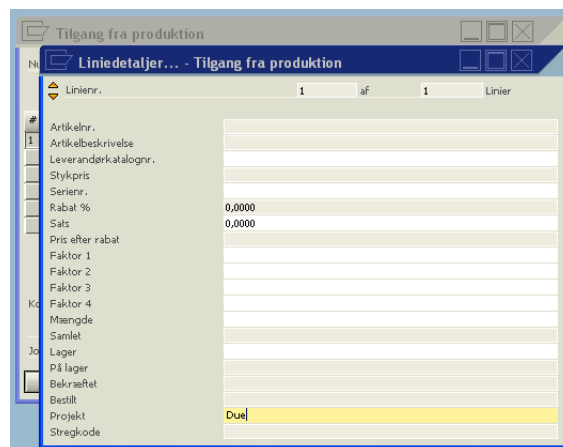 Tilgang fra produktion
Liniedetaljer... - Tilgang fra produktion
Linienr. 1 af 1 Linier
#
1
Artikelnr.
Artikelbeskrivelse
Leverandørkatalognr.
Stykpris
Serienr.
Rabat % 0,0000
Sats 0,0000
Pris efter rabat
Faktor 1
Faktor 2
Faktor 3
Faktor 4
Mængde
Samlet
Lager
På lager
Bekræftet
Bestilt
Projekt Due
Stregkode